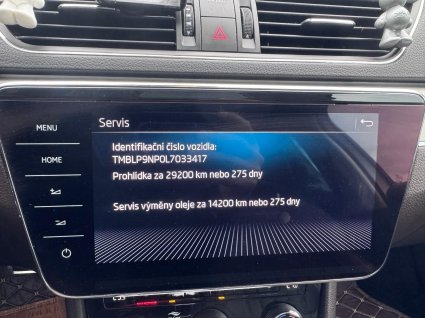 Servis
MENU
HOME
Identifikační číslo vozidla:
TMBLP9NP0L7033417
Prohlídka za 29200 km nebo 275 dny
Servis výměny oleje za 14200 km nebo 275 dny